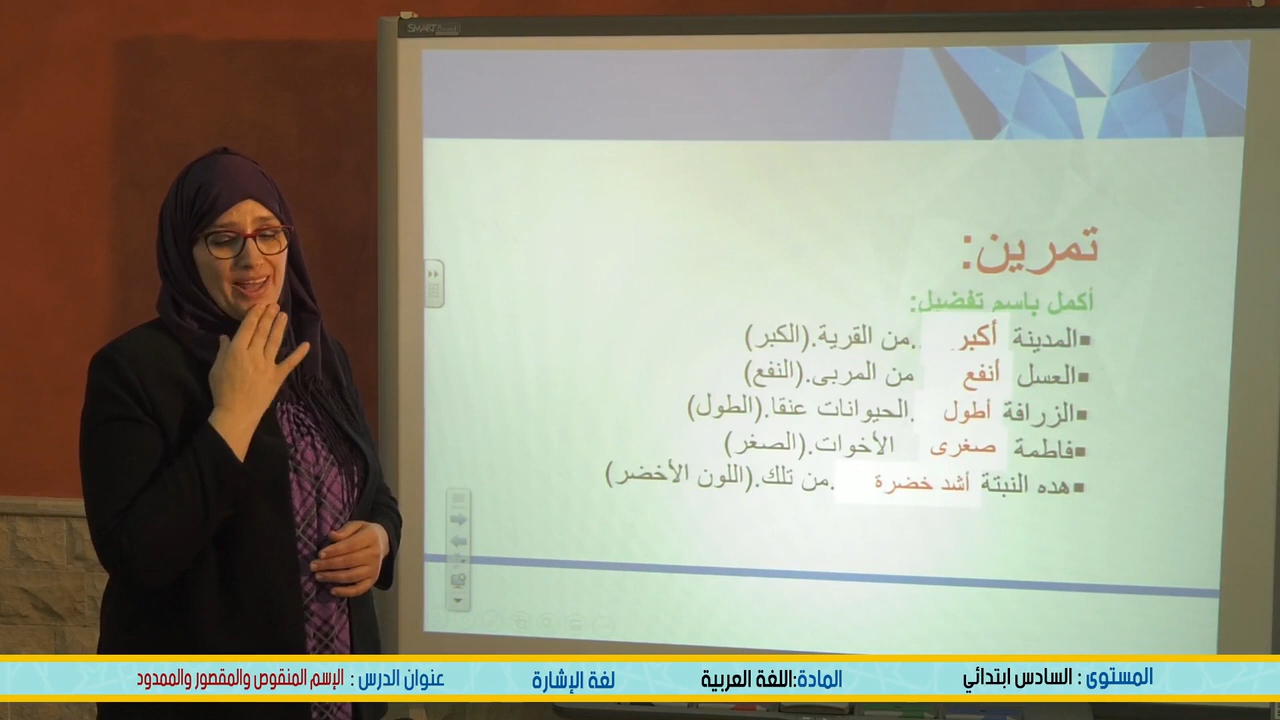 SMART
تمرين:
أكمل باسم تفضيل:
▪المدينة أكبر .من القرية.(الكبر)
▪العسل أنفع من المربى.(النفع)
▪الزرافة أطول .الحيوانات عنقا.(الطول)
▪فاطمة صغرى الأخوات.(الصغر)
▪هده النبتة أشد خضرة .من تلك.(اللون الأخضر)
المستوى : السادس ابتدائي المادة:اللغة العربية لغة الإشارة عنوان الدرس : الإسم المنقوص والمقصور والممدود